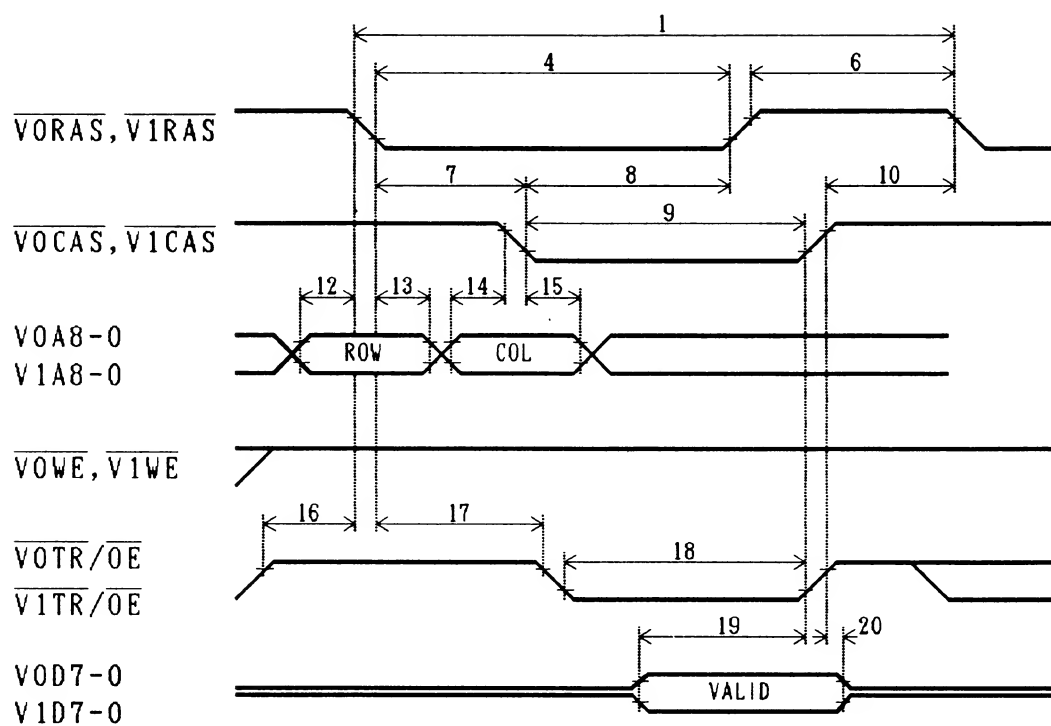 1
4 6
V0RAS, V1RAS
7 8 10
9
V0CAS, V1CAS
12 13 14 15
V0A8-0
ROW COL
V1A8-0
V0WE, V1WE
16 17
V0TR/OE
18
V1TR/OE
19 20
V0D7-0
VALID
V1D7-0